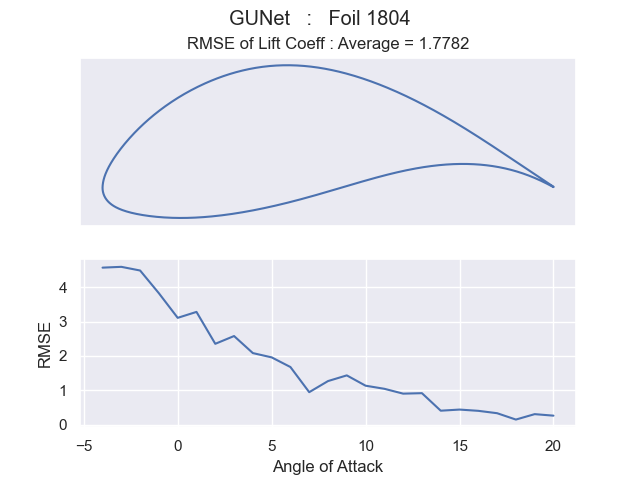 GUNet   :   Foil 1804
RMSE of Lift Coeff : Average = 1.7782
4
3
2
1
0
RMSE
−5
0
5
10
15
20
Angle of Attack